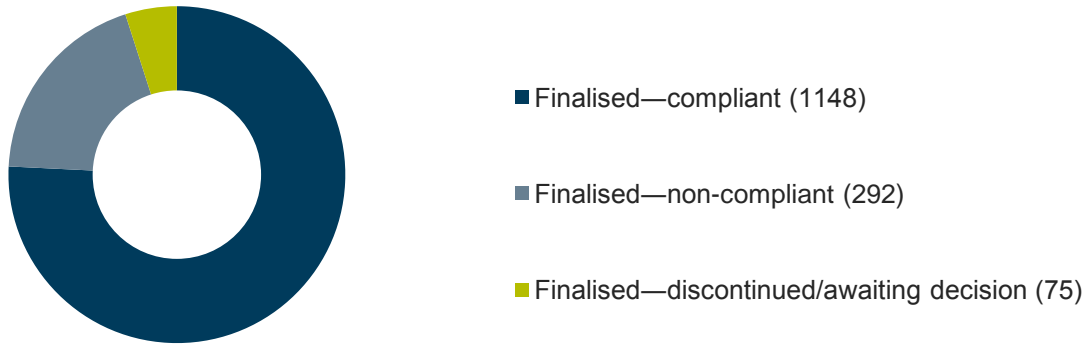 Finalised—compliant (1148)
Finalised—non-compliant (292)
Finalised—discontinued/awaiting decision (75)